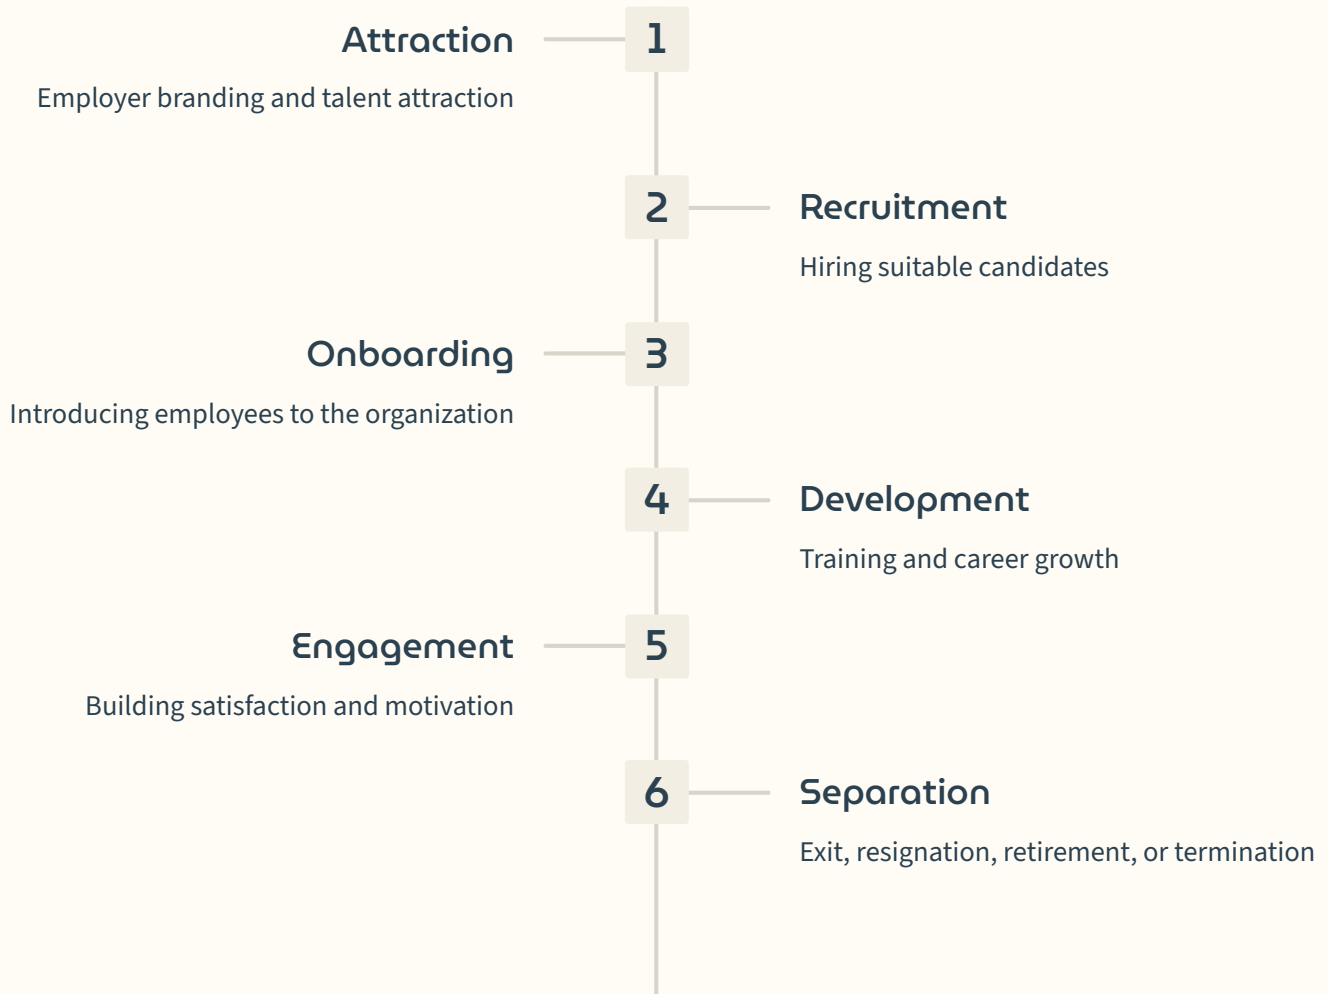 Attraction
1
Employer branding and talent attraction
2
Recruitment
Hiring suitable candidates
Onboarding
3
Introducing employees to the organization
4
Development
Training and career growth
Engagement
5
Building satisfaction and motivation
6
Separation
Exit, resignation, retirement, or termination